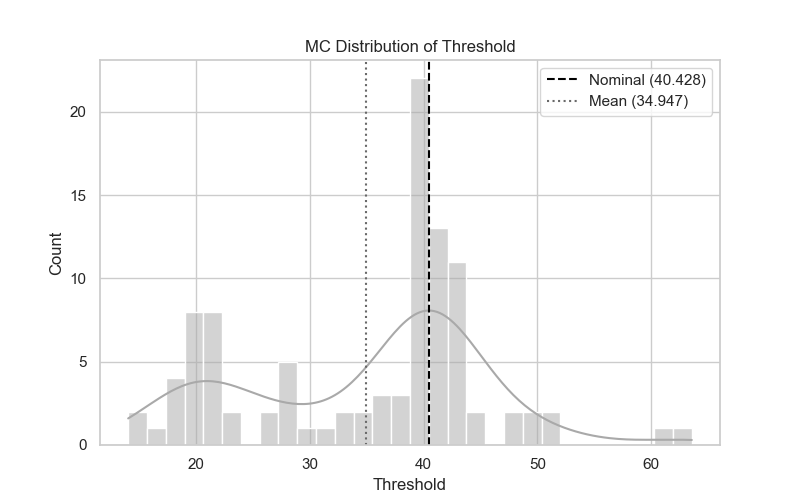 MC Distribution of Threshold
Nominal (40.428)
Mean (34.947)
Count
20
15
10
5
0
20 30 40 50 60
Threshold